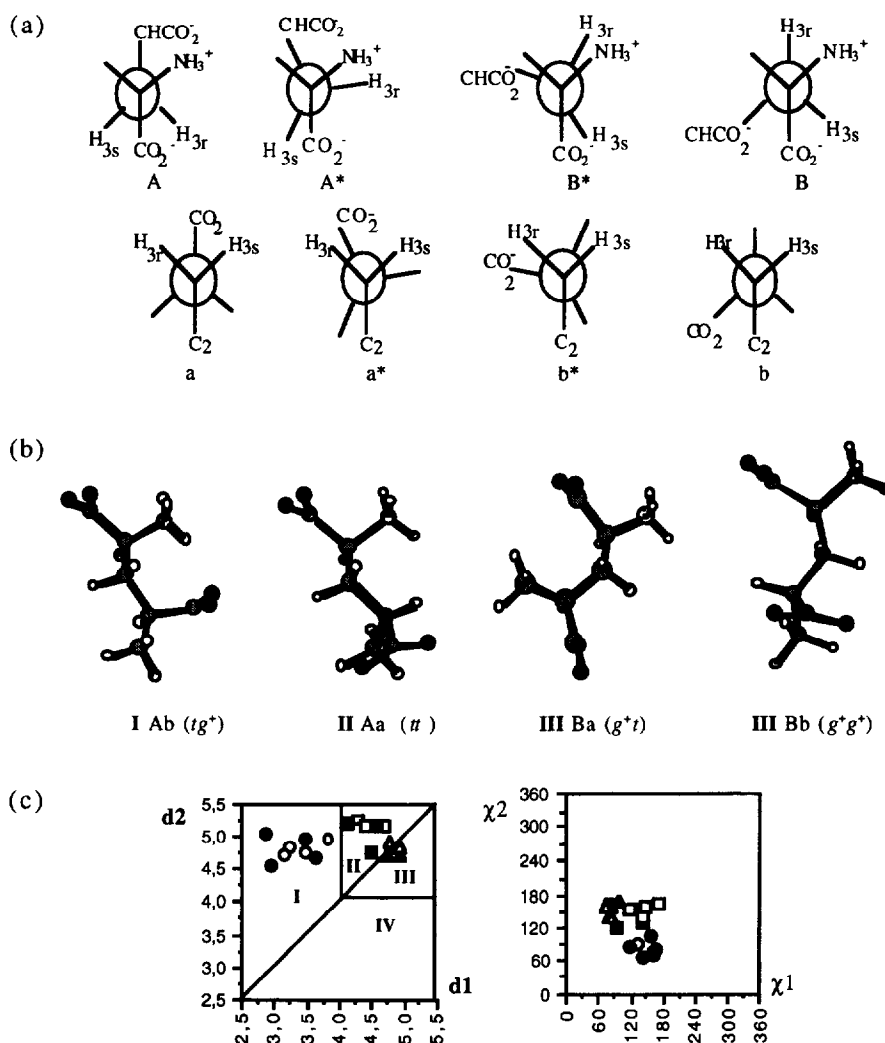 (a)
CHCO2- NH3+ H3s CO2- H3r
A
CHCO2 NH3+ H3r H3s CO2-
A*
H3r NH3+ CHCO2- H3s CO2-
B*
H3r NH3+ CHCO2- H3s CO2-
B
CO2 H3r H3s C2
a
CO2- H3r H3s C2
a*
H3r H3s CO2- C2
b*
H3r H3s CO2 C2
b
(b)
I Ab (tg+) II Aa (tt) III Ba (g+t) III Bb (g+g+)
(c)
d2
5,5
5,0
4,5
4,0
3,5
3,0
2,5
I II III IV
d1
2,5 3,0 3,5 4,0 4,5 5,0 5,5
χ2
360
300
240
180
120
60
0
χ1
0 60 120 180 240 300 360